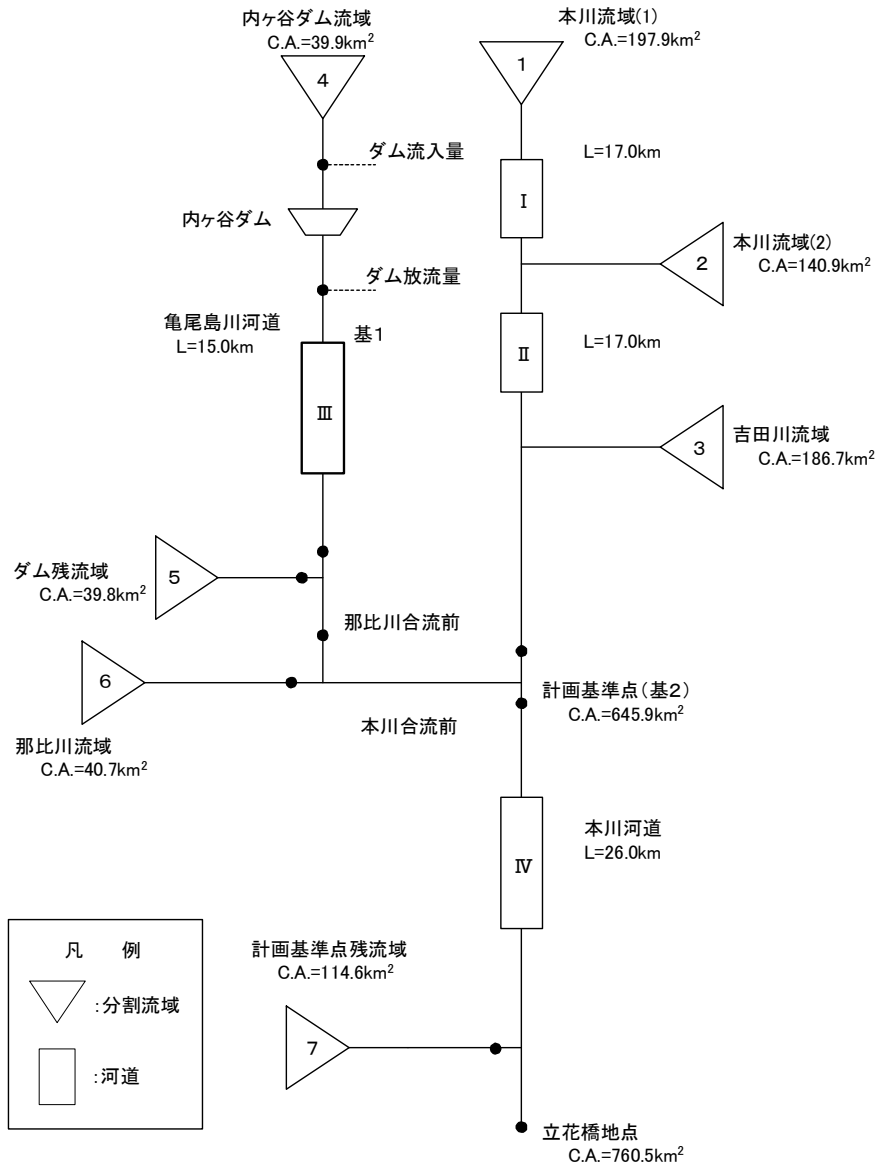 内ヶ谷ダム流域
C.A.=39.9km²
4
本川流域(1)
C.A.=197.9km²
1
ダム流入量
L=17.0km
Ⅰ
内ヶ谷ダム
本川流域(2)
C.A=140.9km²
2
ダム放流量
亀尾島川河道
L=15.0km
基1
Ⅲ
Ⅱ
L=17.0km
吉田川流域
C.A.=186.7km²
3
ダム残流域
C.A.=39.8km²
5
那比川合流前
6
那比川流域
C.A.=40.7km²
本川合流前
計画基準点(基2)
C.A.=645.9km²
本川河道
L=26.0km
Ⅳ
計画基準点残流域
C.A.=114.6km²
7
立花橋地点
C.A.=760.5km²
凡 例
:分割流域
:河道